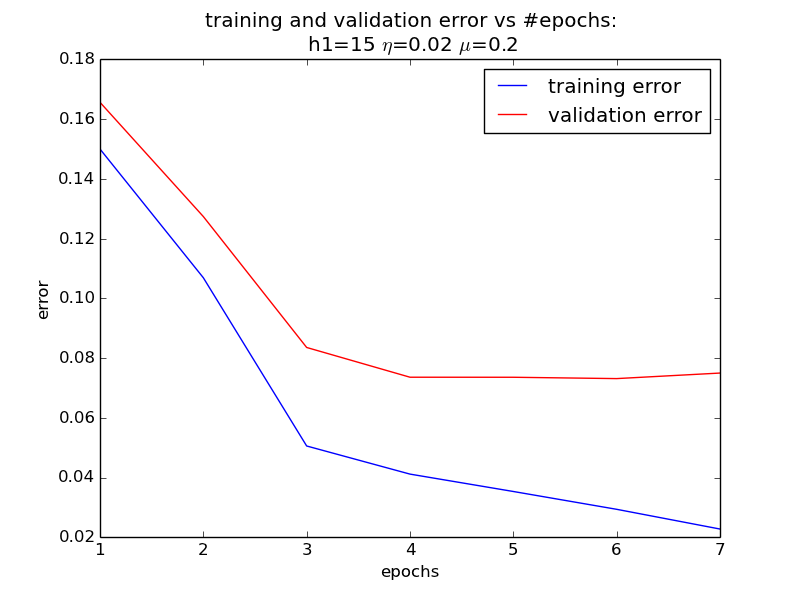 training and validation error vs #epochs:
h1=15 η=0.02 μ=0.2
training error
validation error
0.18
0.16
0.14
0.12
0.10
0.08
0.06
0.04
0.02
error
1 2 3 4 5 6 7
epochs